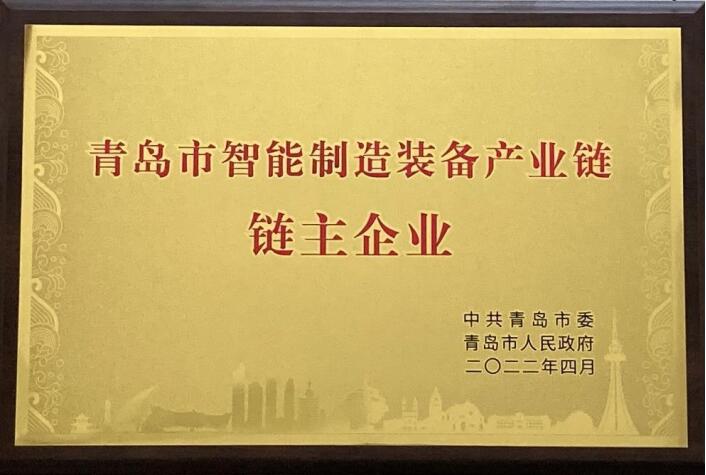 青岛市智能制造装备产业链
链主企业
中共青岛市委
青岛市人民政府
二〇二二年四月